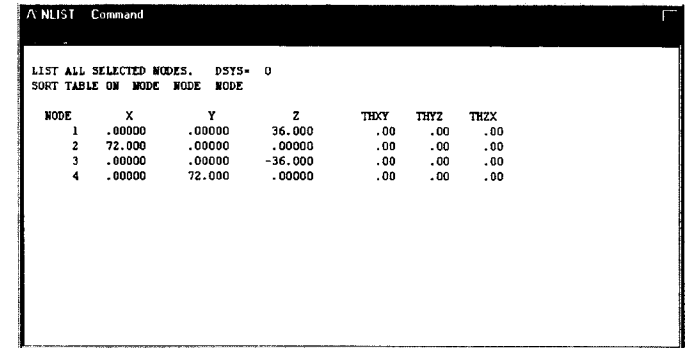 NLIST Command
LIST ALL SELECTED NODES. DSYS= 0
SORT TABLE ON NODE NODE NODE
NODE X Y Z THXY THYZ THZX
1 .00000 .00000 36.000 .00 .00 .00
2 72.000 .00000 .00000 .00 .00 .00
3 .00000 .00000 -36.000 .00 .00 .00
4 .00000 72.000 .00000 .00 .00 .00